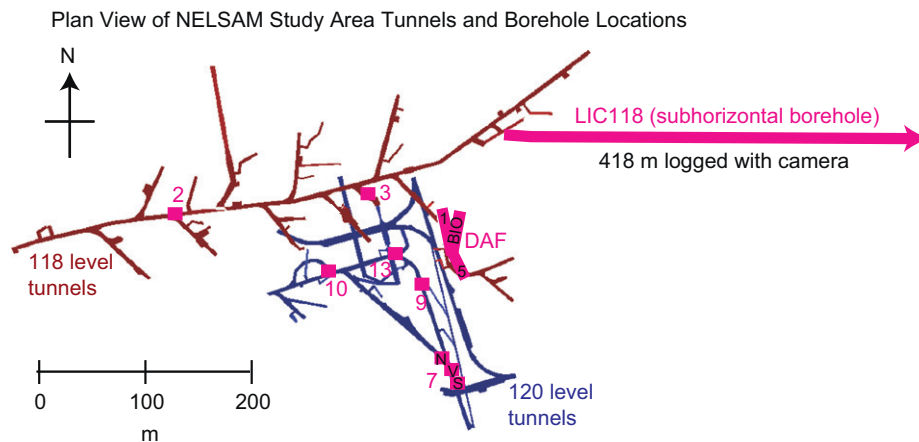 Plan View of NELSAM Study Area Tunnels and Borehole Locations
N
LIC118 (subhorizontal borehole)
418 m logged with camera
2
3
1
BIO
DAF
5
118 level
tunnels
13
10
9
N
V
S
7
120 level
tunnels
0
100
200
m